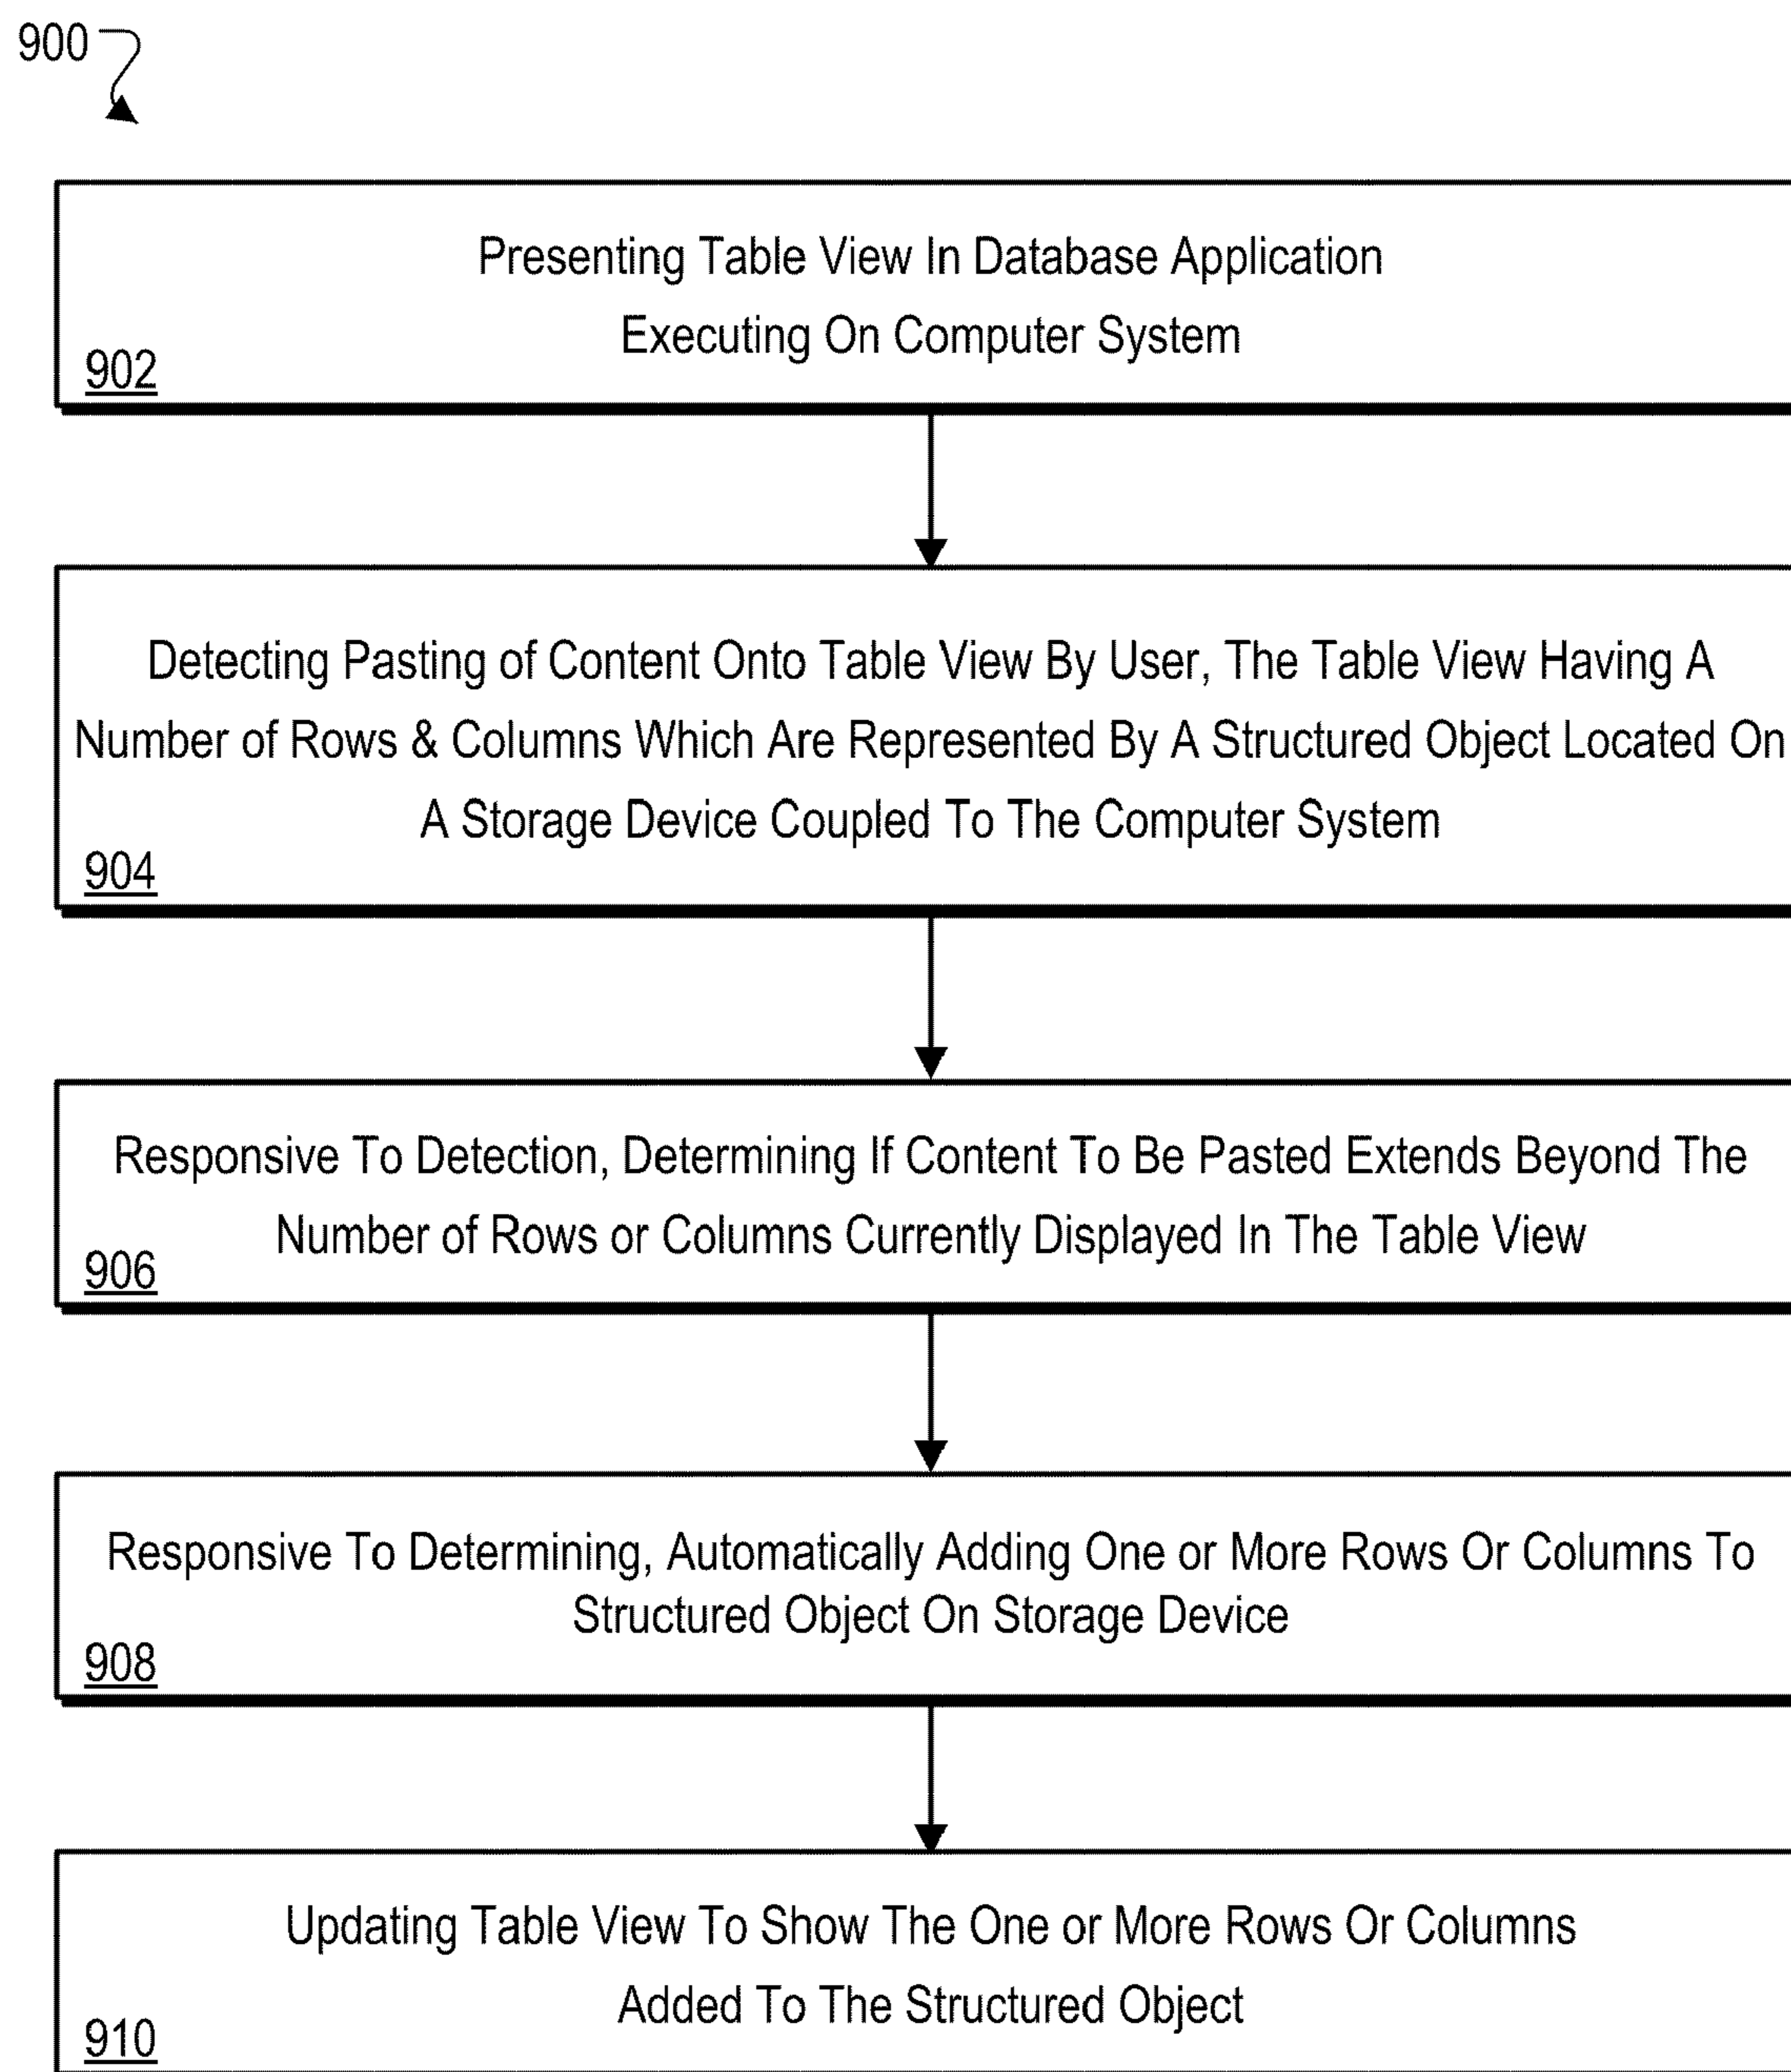 900
Presenting Table View In Database Application
Executing On Computer System
902
Detecting Pasting of Content Onto Table View By User, The Table View Having A
Number of Rows & Columns Which Are Represented By A Structured Object Located On
A Storage Device Coupled To The Computer System
904
Responsive To Detection, Determining If Content To Be Pasted Extends Beyond The
Number of Rows or Columns Currently Displayed In The Table View
906
Responsive To Determining, Automatically Adding One or More Rows Or Columns To
Structured Object On Storage Device
908
Updating Table View To Show The One or More Rows Or Columns
Added To The Structured Object
910